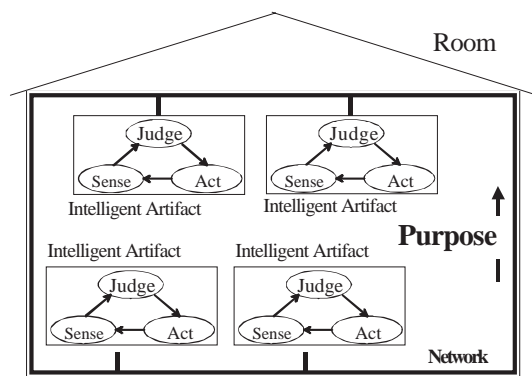 Room
Judge
Judge
Sense
Act
Sense
Act
Intelligent Artifact
Intelligent Artifact
Purpose
Intelligent Artifact
Intelligent Artifact
Judge
Judge
Sense
Act
Sense
Act
Network